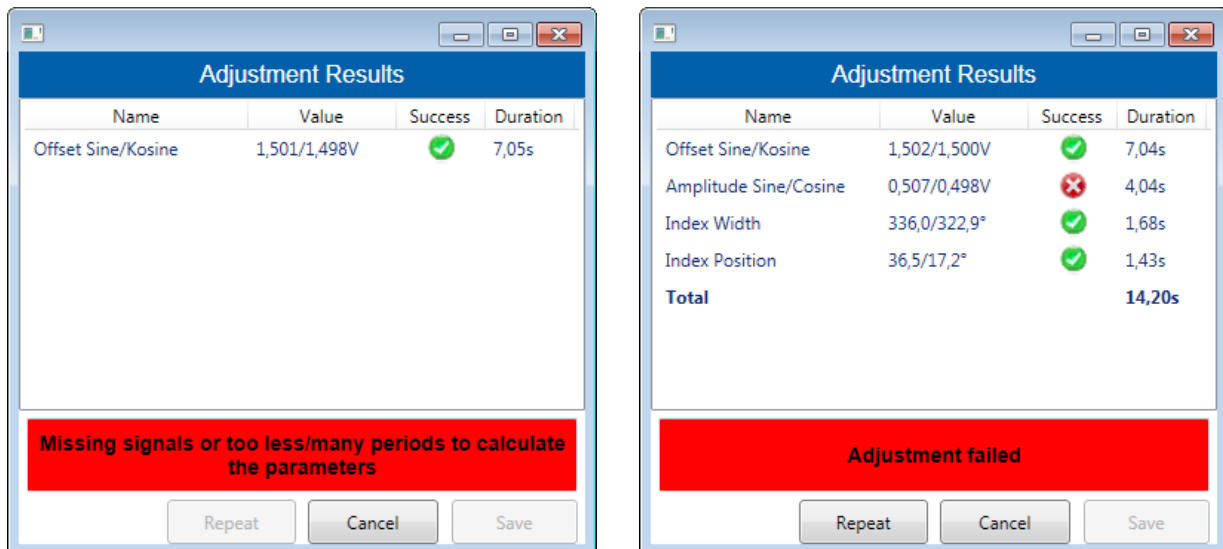 Adjustment Results
Name Value Success Duration
Offset Sine/Kosine 1,501/1,498V 7,05s
Missing signals or too less/many periods to calculate
the parameters
Repeat Cancel Save
Adjustment Results
Name Value Success Duration
Offset Sine/Kosine 1,502/1,500V 7,04s
Amplitude Sine/Cosine 0,507/0,498V 4,04s
Index Width 336,0/322,9° 1,68s
Index Position 36,5/17,2° 1,43s
Total 14,20s
Adjustment failed
Repeat Cancel Save